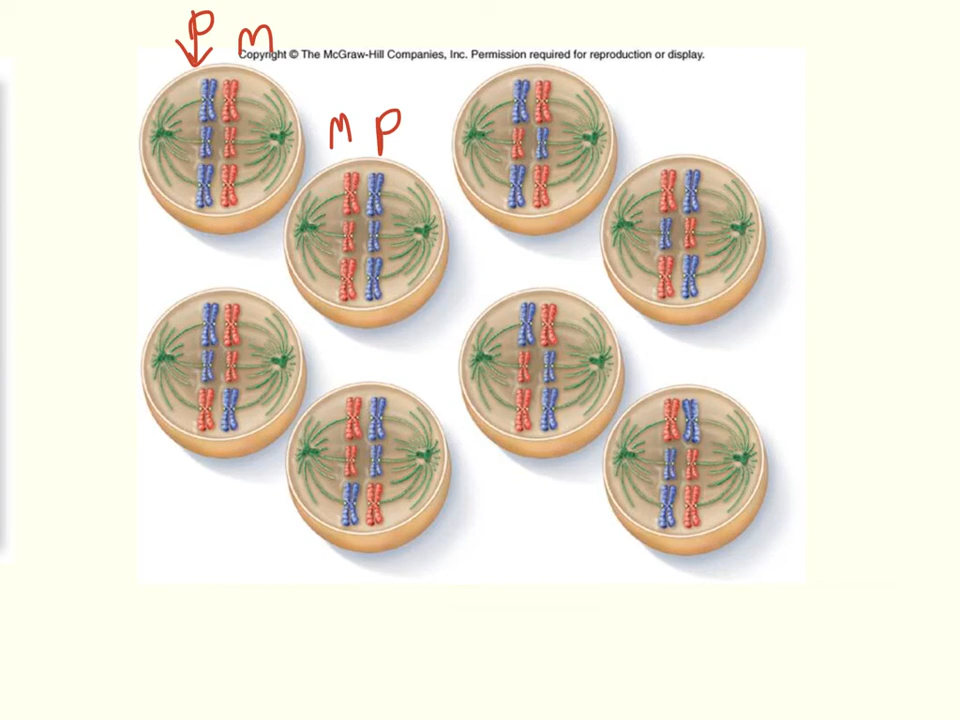 P M
Copyright © The McGraw-Hill Companies, Inc. Permission required for reproduction or display.
M P